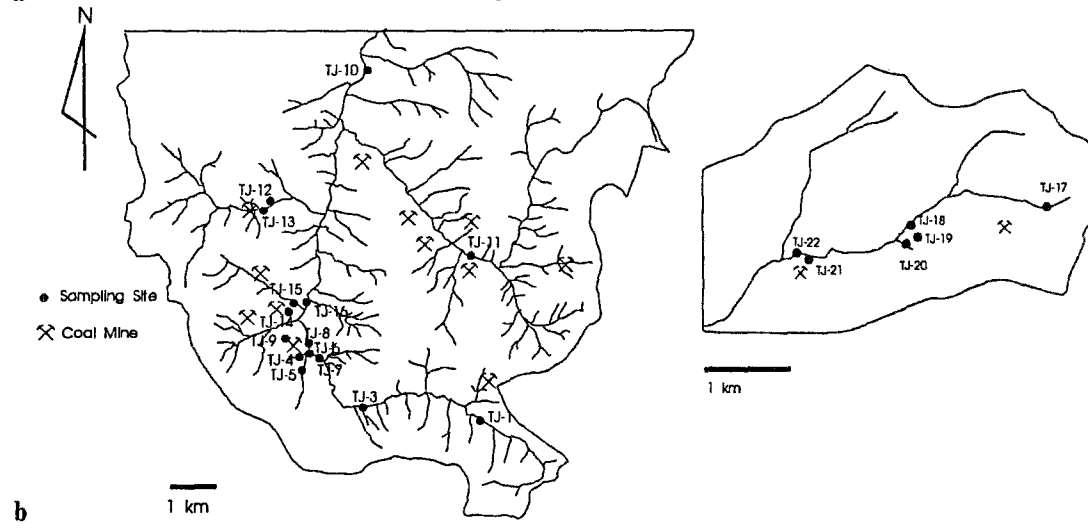 N
TJ-10
TJ-12
TJ-13
TJ-11
TJ-15
TJ-16
TJ-14
TJ-9
TJ-8
TJ-6
TJ-4
TJ-7
TJ-5
TJ-3
TJ-1
Sampling Site
Coal Mine
1 km
b
TJ-17
TJ-18
TJ-19
TJ-20
TJ-22
TJ-21
1 km